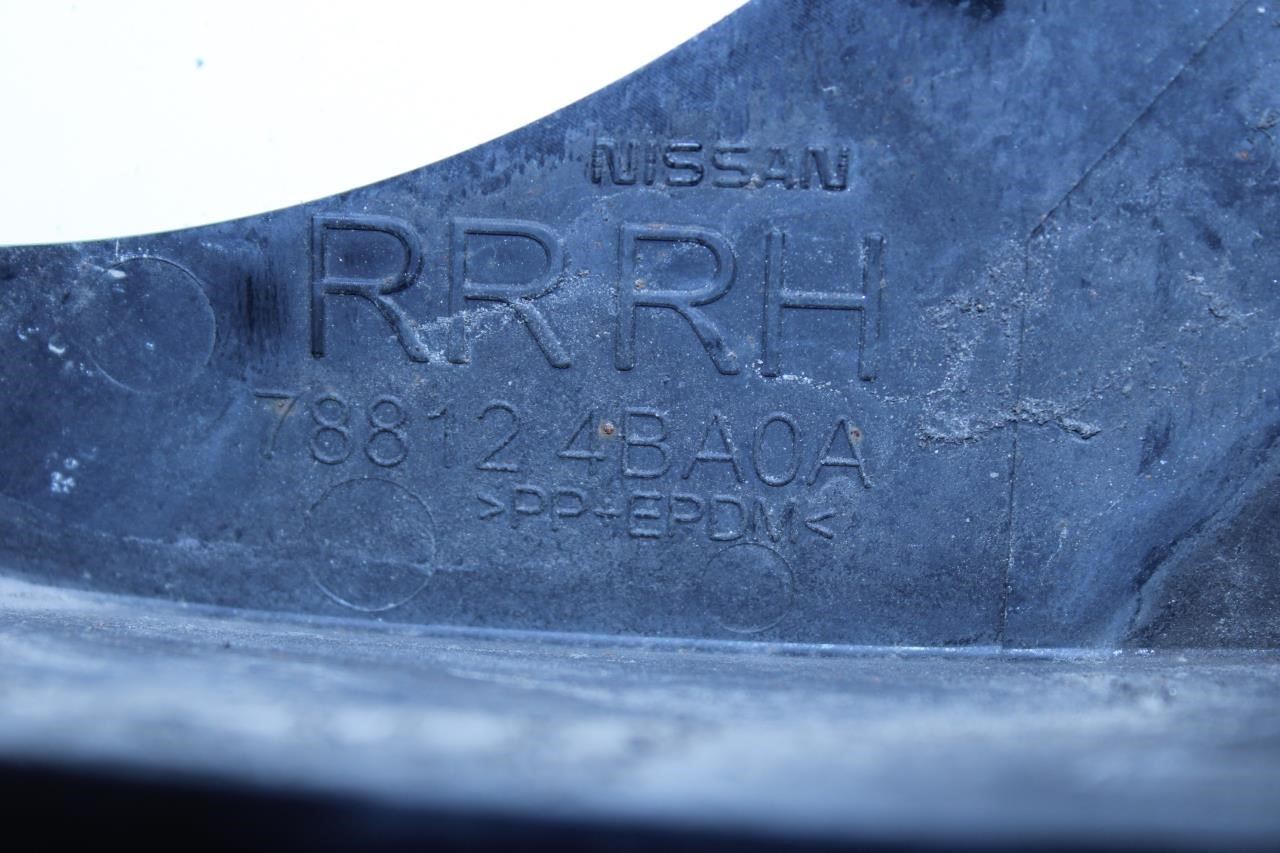 NISSAN
RR RH
78812 4BA0A
>PP+EPDM<